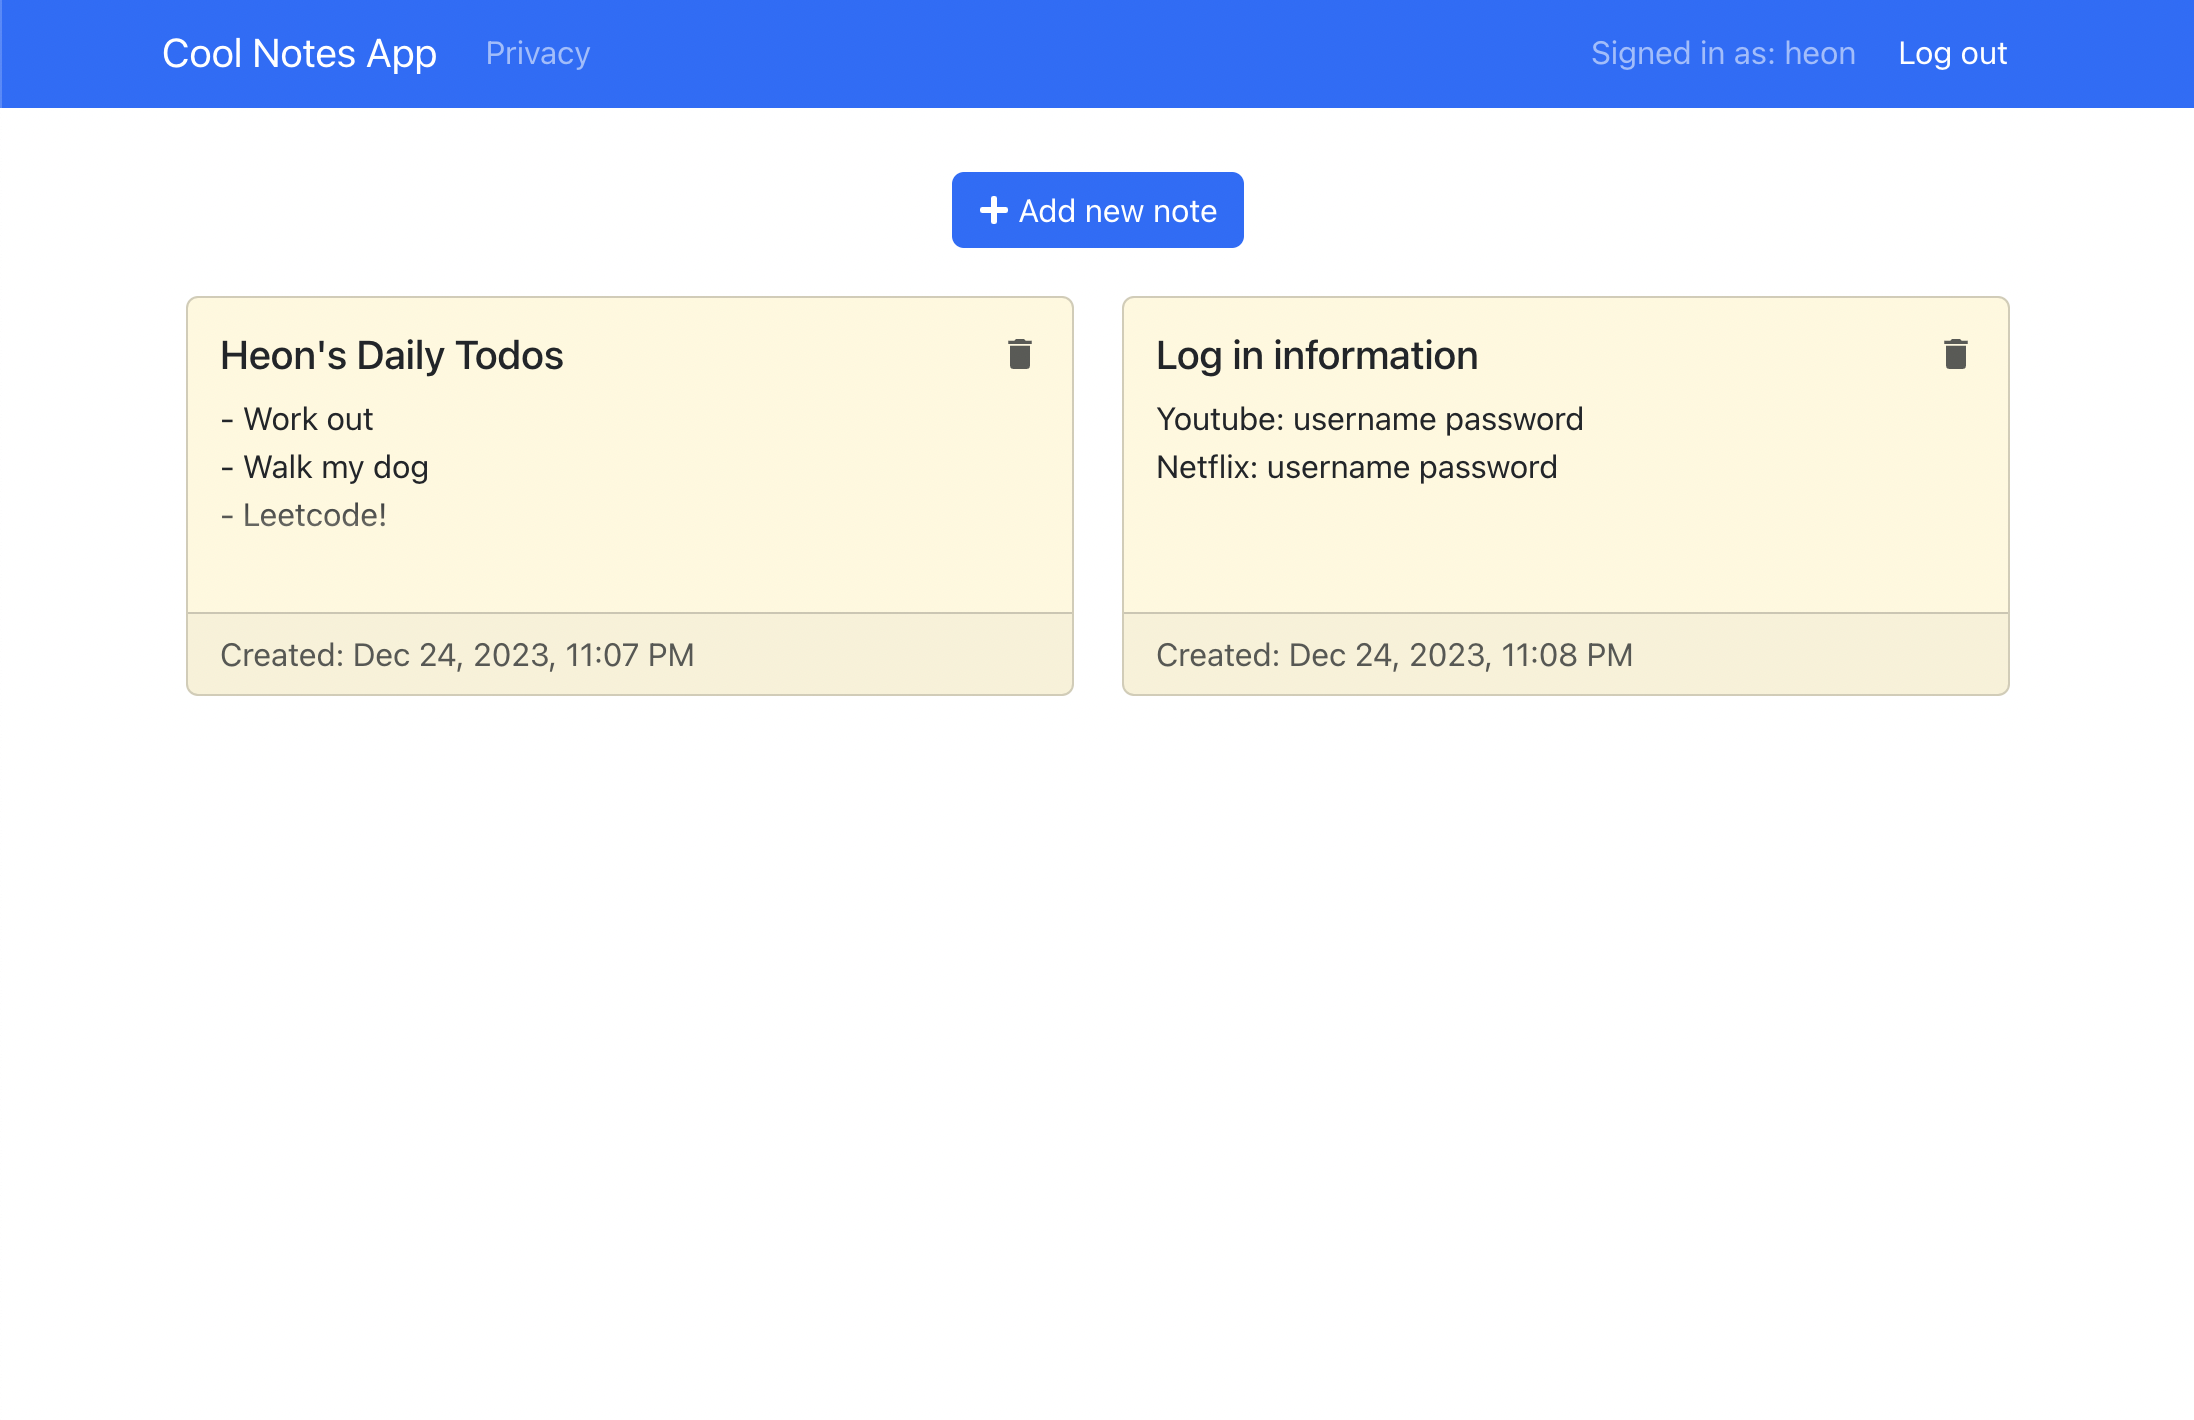 Cool Notes App Privacy Signed in as: heon Log out
Add new note
Heon's Daily Todos
- Work out
- Walk my dog
- Leetcode!
Created: Dec 24, 2023, 11:07 PM
Log in information
Youtube: username password
Netflix: username password
Created: Dec 24, 2023, 11:08 PM